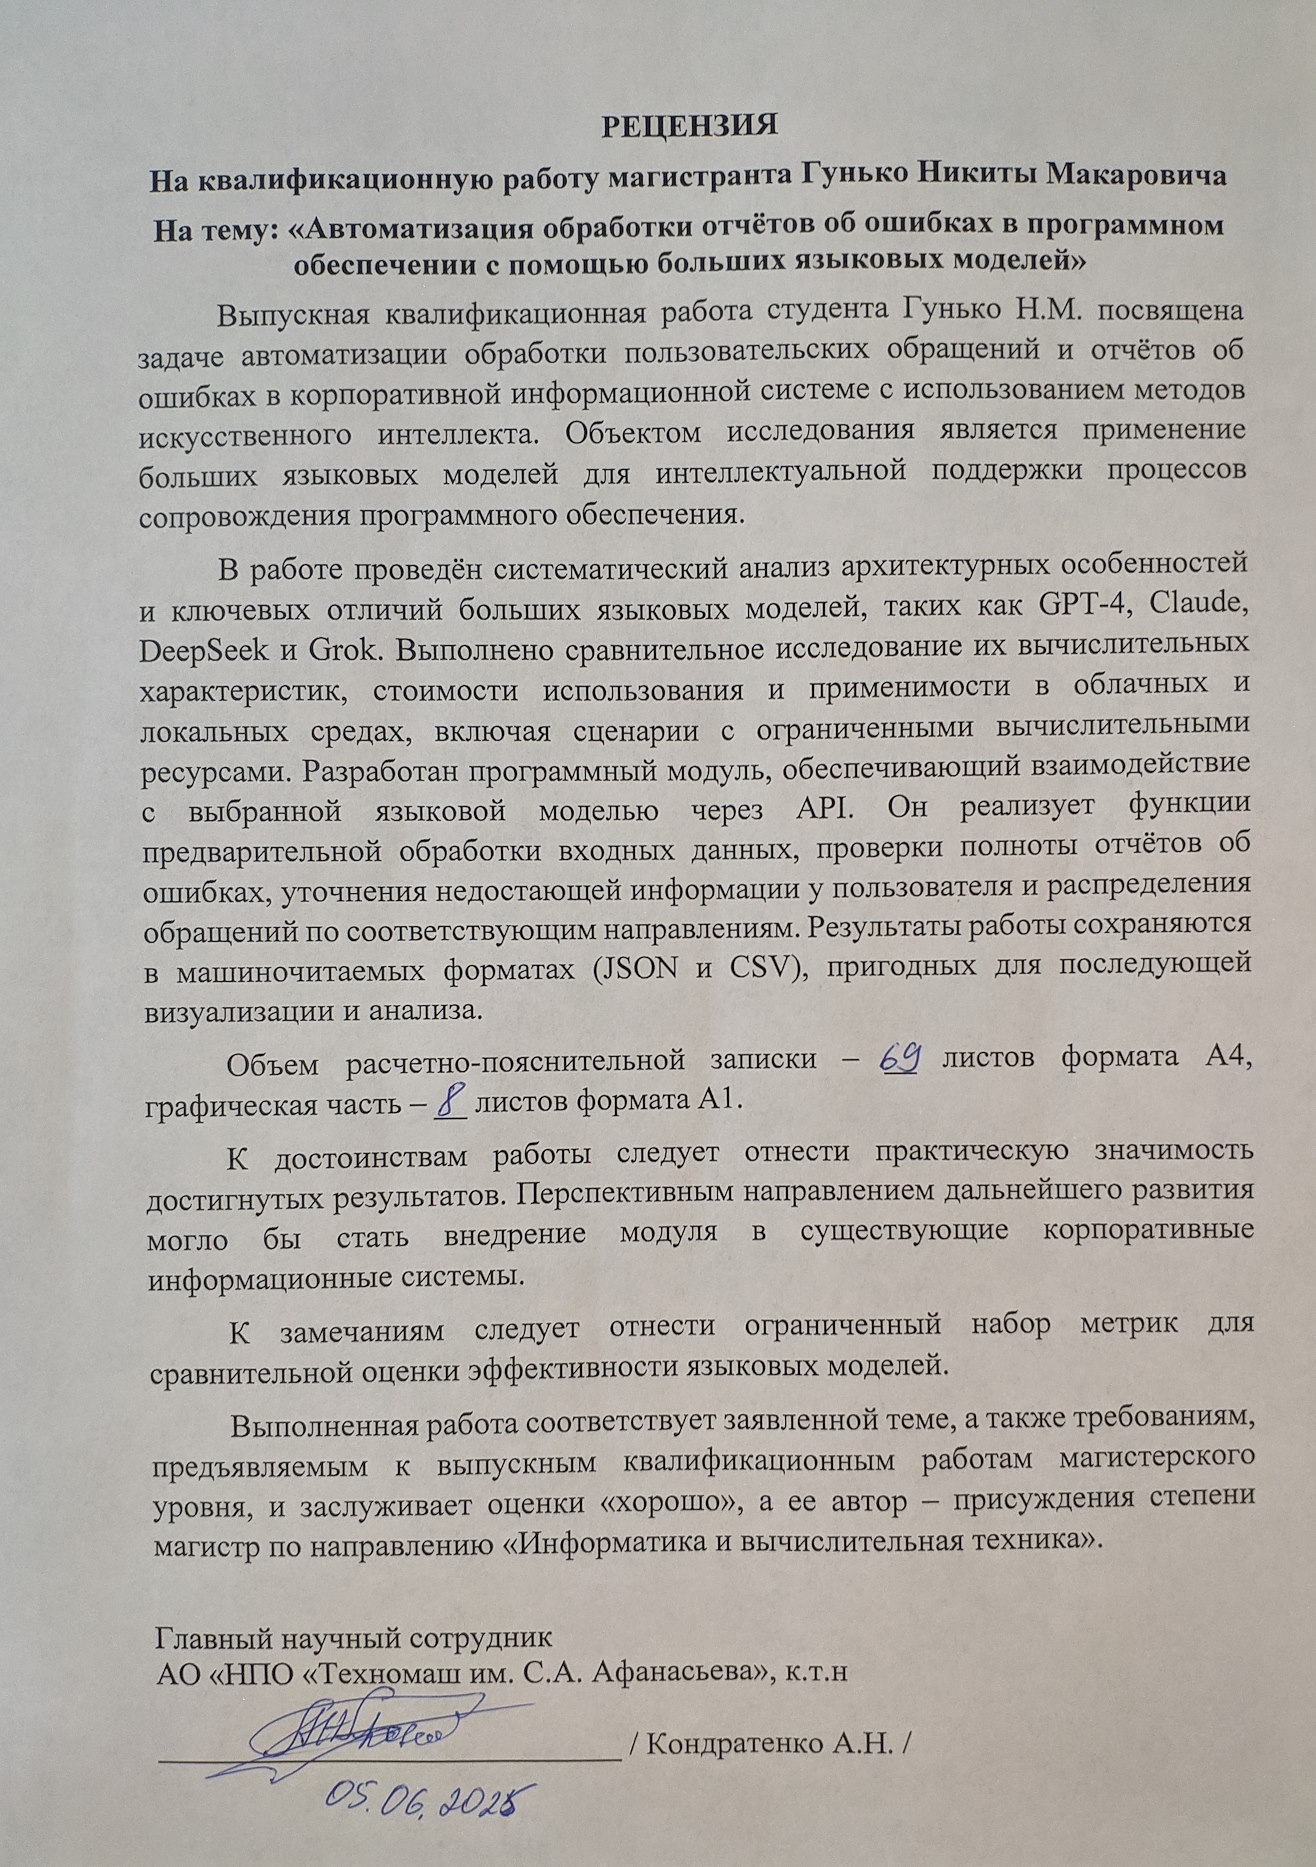 РЕЦЕНЗИЯ
На квалификационную работу магистранта Гунько Никиты Макаровича
На тему: «Автоматизация обработки отчётов об ошибках в программном
обеспечении с помощью больших языковых моделей»
Выпускная квалификационная работа студента Гунько Н.М. посвящена
задаче автоматизации обработки пользовательских обращений и отчётов об
ошибках в корпоративной информационной системе с использованием методов
искусственного интеллекта. Объектом исследования является применение
больших языковых моделей для интеллектуальной поддержки процессов
сопровождения программного обеспечения.
В работе проведён систематический анализ архитектурных особенностей
и ключевых отличий больших языковых моделей, таких как GPT-4, Claude,
DeepSeek и Grok. Выполнено сравнительное исследование их вычислительных
характеристик, стоимости использования и применимости в облачных и
локальных средах, включая сценарии с ограниченными вычислительными
ресурсами. Разработан программный модуль, обеспечивающий взаимодействие
с выбранной языковой моделью через API. Он реализует функции
предварительной обработки входных данных, проверки полноты отчётов об
ошибках, уточнения недостающей информации у пользователя и распределения
обращений по соответствующим направлениям. Результаты работы сохраняются
в машиночитаемых форматах (JSON и CSV), пригодных для последующей
визуализации и анализа.
Объем расчетно-пояснительной записки – 69 листов формата А4,
графическая часть – 8 листов формата А1.
К достоинствам работы следует отнести практическую значимость
достигнутых результатов. Перспективным направлением дальнейшего развития
могло бы стать внедрение модуля в существующие корпоративные
информационные системы.
К замечаниям следует отнести ограниченный набор метрик для
сравнительной оценки эффективности языковых моделей.
Выполненная работа соответствует заявленной теме, а также требованиям,
предъявляемым к выпускным квалификационным работам магистерского
уровня, и заслуживает оценки «хорошо», а ее автор – присуждения степени
магистр по направлению «Информатика и вычислительная техника».
Главный научный сотрудник
АО «НПО «Техномаш им. С.А. Афанасьева», к.т.н
/ Кондратенко А.Н. /
05.06.2025